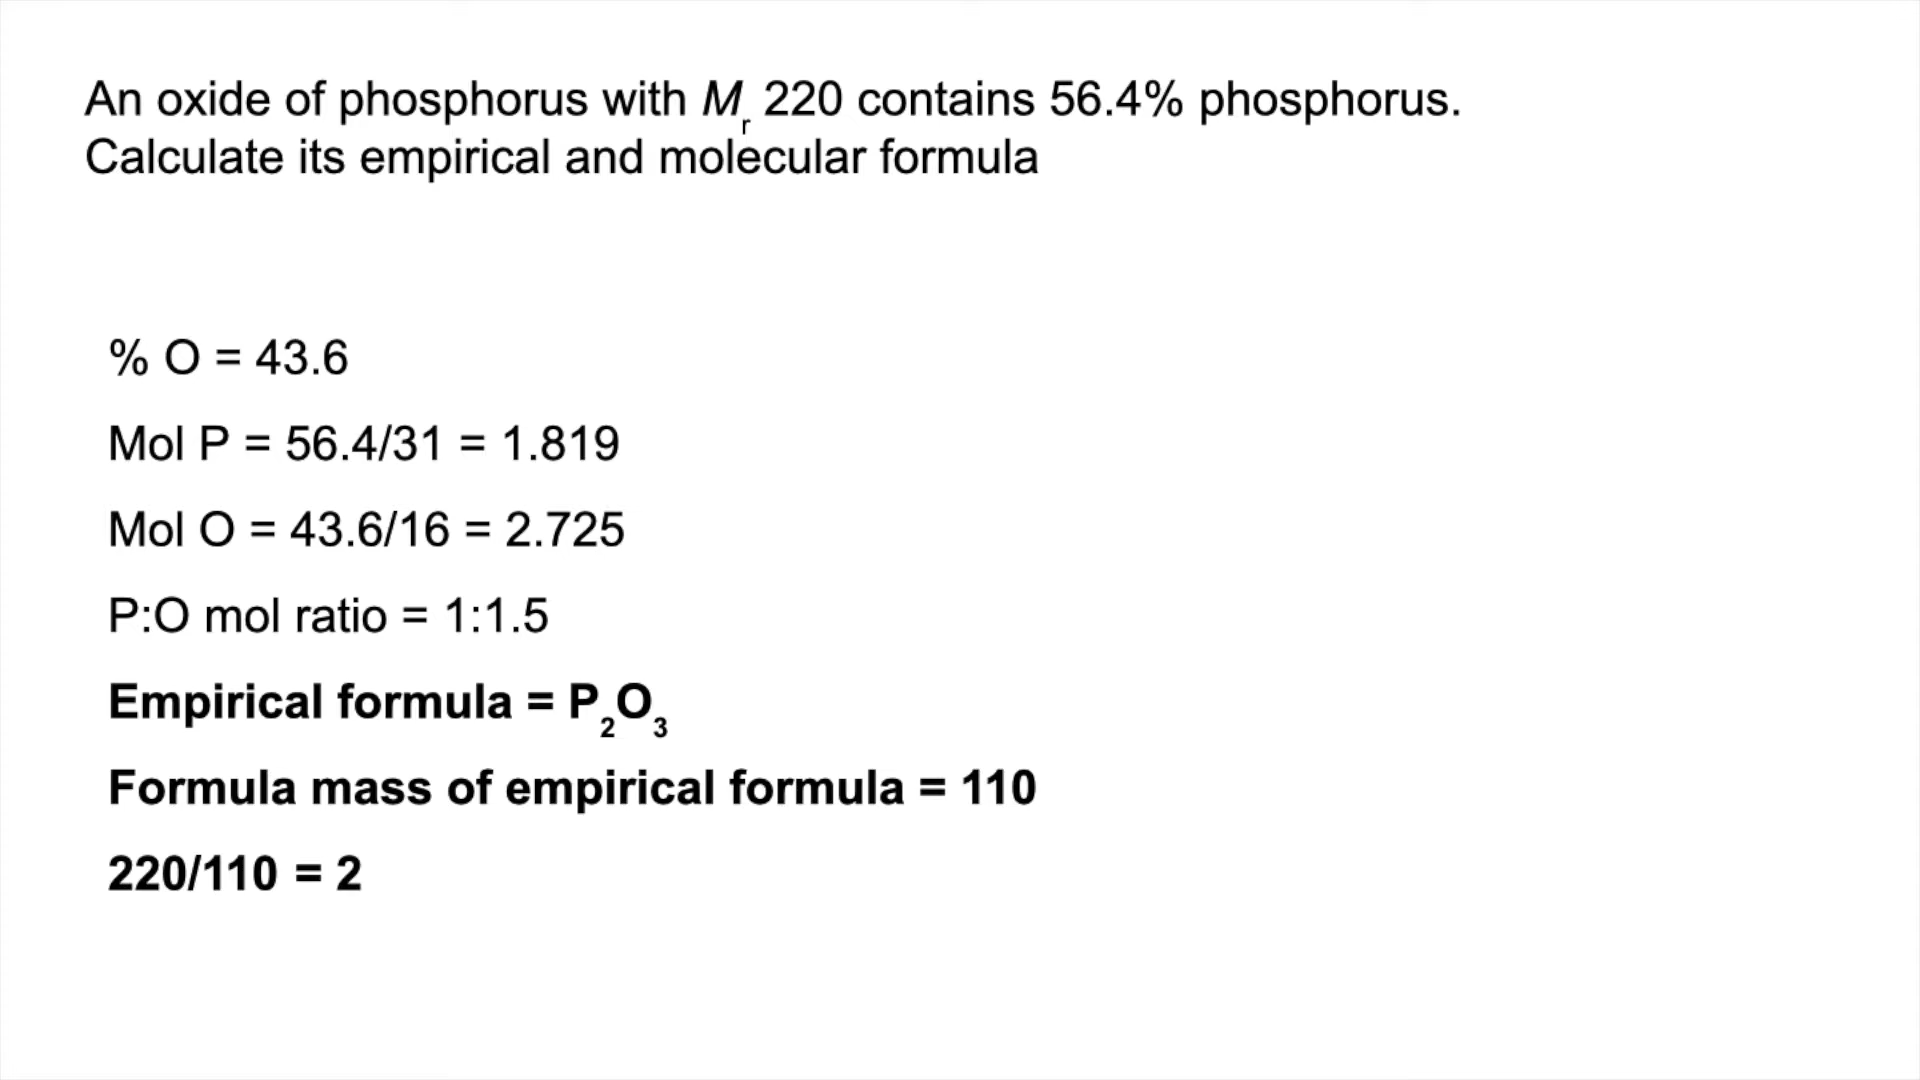 An oxide of phosphorus with Mr 220 contains 56.4% phosphorus.
Calculate its empirical and molecular formula
% O = 43.6
Mol P = 56.4/31 = 1.819
Mol O = 43.6/16 = 2.725
P:O mol ratio = 1:1.5
Empirical formula = P2O3
Formula mass of empirical formula = 110
220/110 = 2